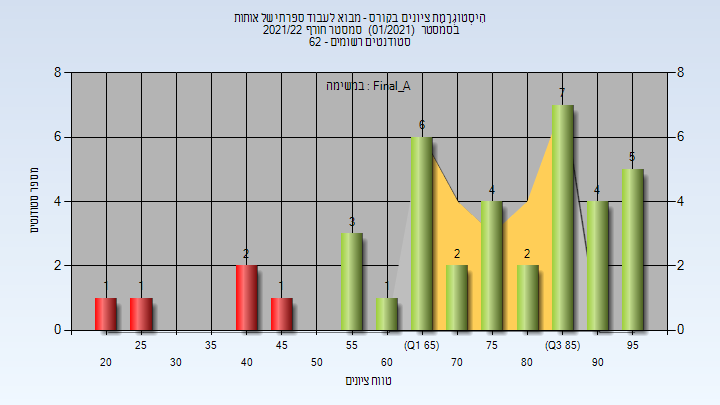 היסטוגרמת ציונים בקורס - מבוא לעבוד ספרתי של אותות
בסמסטר (01/2021) סמסטר חורף 2021/22
סטודנטים רשומים - 62
במשימה : Final_A
8 8
7
6 6 6
5
4 4 4 4
3
2 2 2 2 2
1 1 1 1
0 0
מספר סטודנטים
25 35 45 55 (Q1 65) 75 (Q3 85) 95
20 30 40 50 60 70 80 90
טווח ציונים